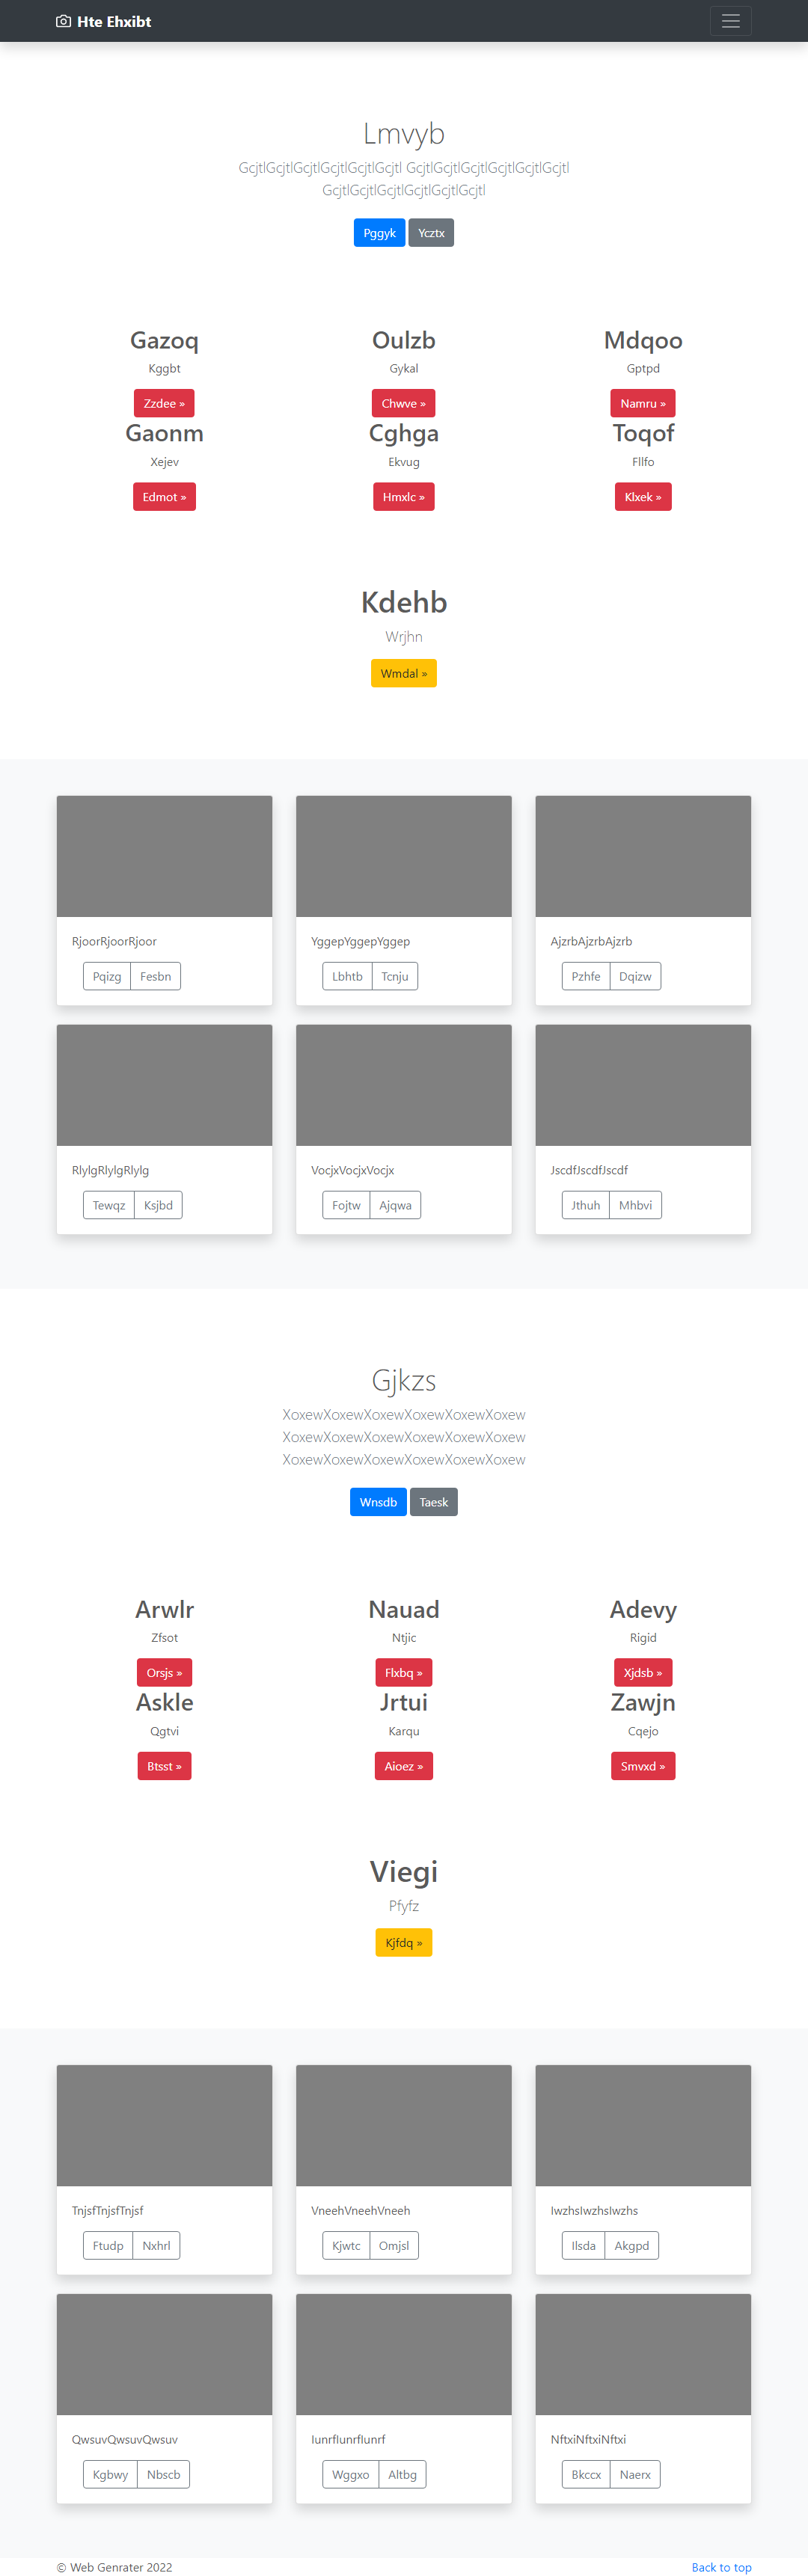 Hte Ehxibt
Lmvyb
GcjtlGcjtlGcjtlGcjtlGcjtlGcjtl GcjtlGcjtlGcjtlGcjtlGcjtlGcjtl
GcjtlGcjtlGcjtlGcjtlGcjtlGcjtl
Pggyk Ycztx
Gazoq Oulzb Mdqoo
Kggbt Gykal Gptpd
Zzdee » Chwve » Namru »
Gaonm Cghga Toqof
Xejev Ekvug Fllfo
Edmot » Hmxlc » Klxek »
Kdehb
Wrjhn
Wmdal »
RjoorRjoorRjoor YggepYggepYggep AjzrbAjzrbAjzrb
Pqizg Fesbn Lbhtb Tcnju Pzhfe Dqizw
RlylgRlylgRlylg VocjxVocjxVocjx JscdfJscdfJscdf
Tewqz Ksjbd Fojtw Ajqwa Jthuh Mhbvi
Gjkzs
XoxewXoxewXoxewXoxewXoxewXoxew
XoxewXoxewXoxewXoxewXoxewXoxew
XoxewXoxewXoxewXoxewXoxewXoxew
Wnsdb Taesk
Arwlr Nauad Adevy
Zfsot Ntjic Rigid
Orsjs » Flxbq » Xjdsb »
Askle Jrtui Zawjn
Qgtvi Karqu Cqejo
Btsst » Aioez » Smvxd »
Viegi
Pfyfz
Kjfdq »
TnjsfTnjsfTnjsf VneehVneehVneeh IwzhsIwzhsIwzhs
Ftudp Nxhrl Kjwtc Omjsl Ilsda Akgpd
QwsuvQwsuvQwsuv IunrfIunrfIunrf NftxiNftxiNftxi
Kgbwy Nbscb Wggxo Altbg Bkccx Naerx
© Web Genrater 2022 Back to top